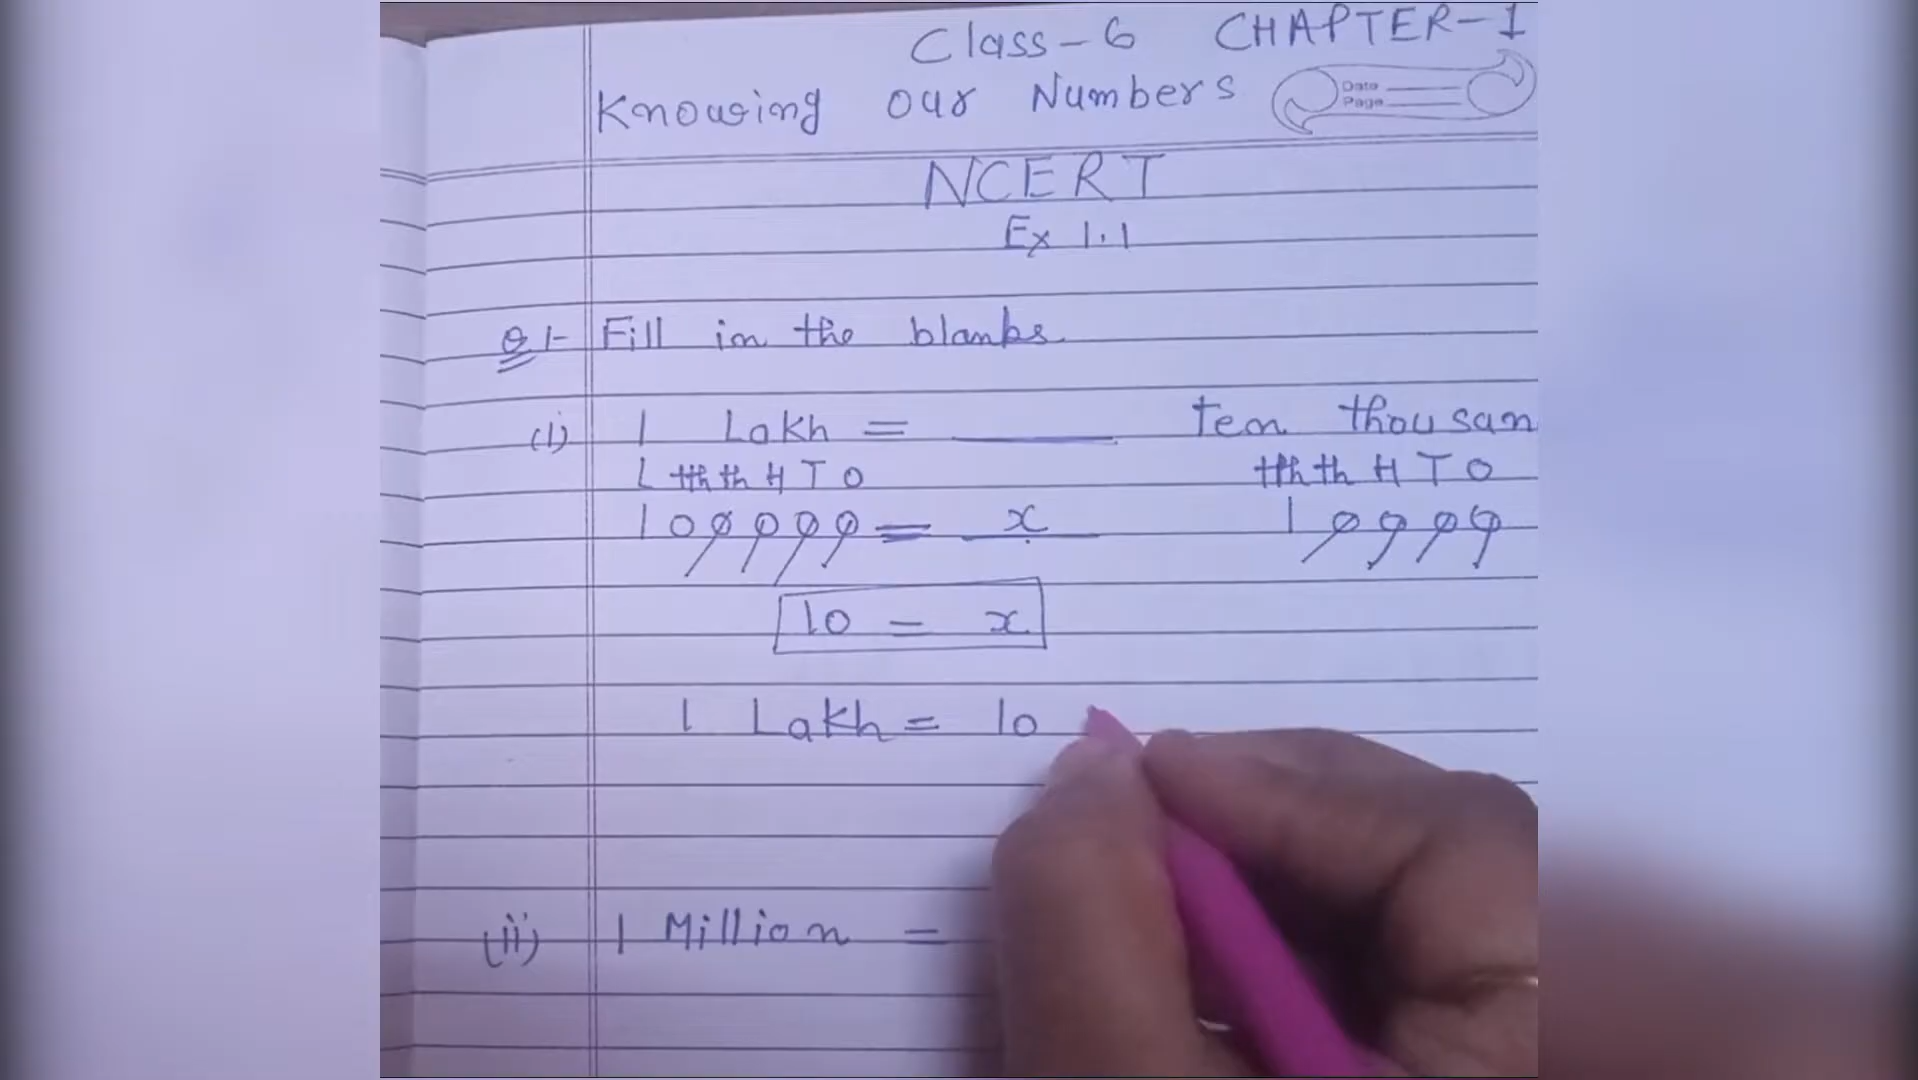 Class-6 CHAPTER-1
Knowing our Numbers
Date
Page
NCERT
Ex 1.1
Q1- Fill in the blanks
(i) 1 Lakh = ______ ten thousan
L tth th H T O tth th H T O
100000 = x 10000
10 = x
1 Lakh = 10
(ii) 1 Million =